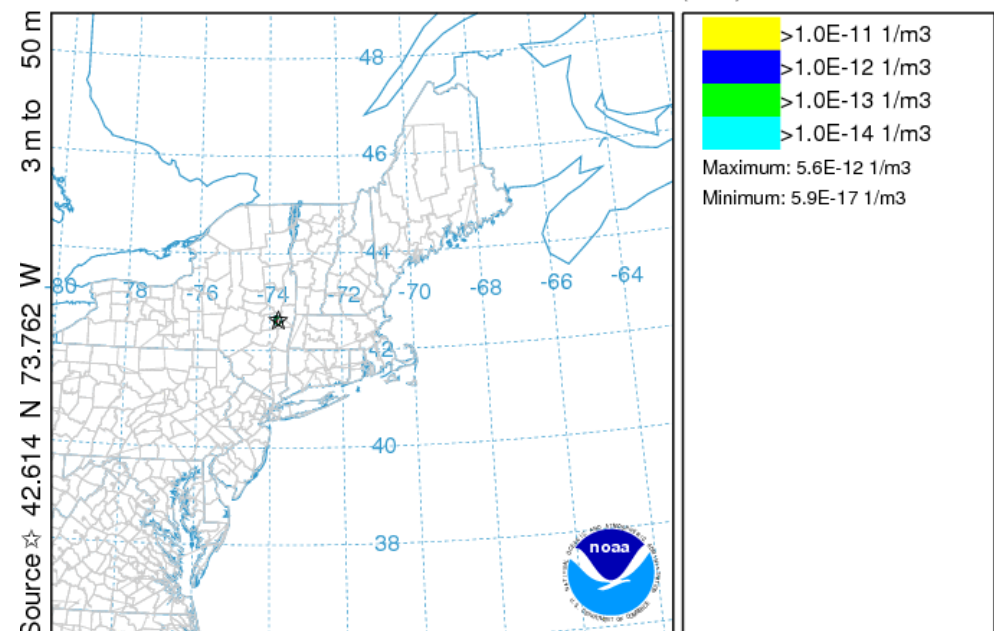 Source ☆ 42.614 N 73.762 W
3 m to 50 m
48
46
44
-80
-78
-76
-74
-72
-70
-68
-66
-64
42
40
38
noaa
>1.0E-11 1/m3
>1.0E-12 1/m3
>1.0E-13 1/m3
>1.0E-14 1/m3
Maximum: 5.6E-12 1/m3
Minimum: 5.9E-17 1/m3